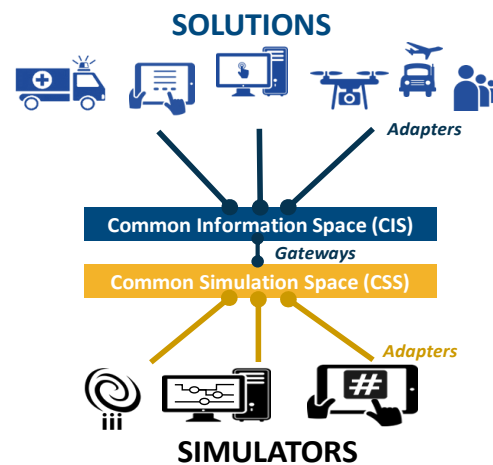 SOLUTIONS
Adapters
Common Information Space (CIS)
Gateways
Common Simulation Space (CSS)
Adapters
#
iii
SIMULATORS